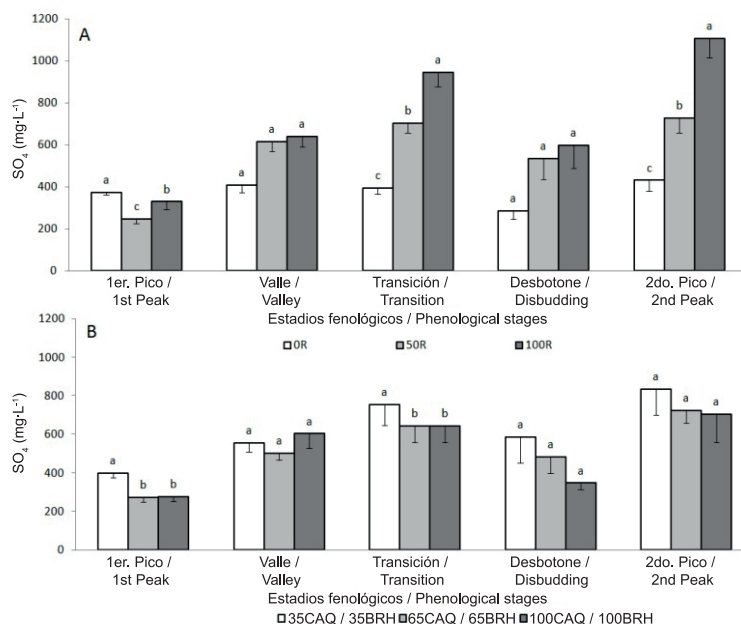 A
1200
1000
800
600
400
200
0
SO₄ (mg·L⁻¹)
a
c
b
a
a
a
c
b
a
a
a
a
c
b
a
1er. Pico /
1st Peak
Valle /
Valley
Transición /
Transition
Desbotone /
Disbudding
2do. Pico /
2nd Peak
Estadios fenológicos / Phenological stages
B
0R 50R 100R
1200
1000
800
600
400
200
0
SO₄ (mg·L⁻¹)
a
b
b
a
a
a
a
b
b
a
a
a
a
a
a
1er. Pico /
1st Peak
Valle /
Valley
Transición /
Transition
Desbotone /
Disbudding
2do. Pico /
2nd Peak
Estadios fenológicos / Phenological stages
35CAQ / 35BRH 65CAQ / 65BRH 100CAQ / 100BRH